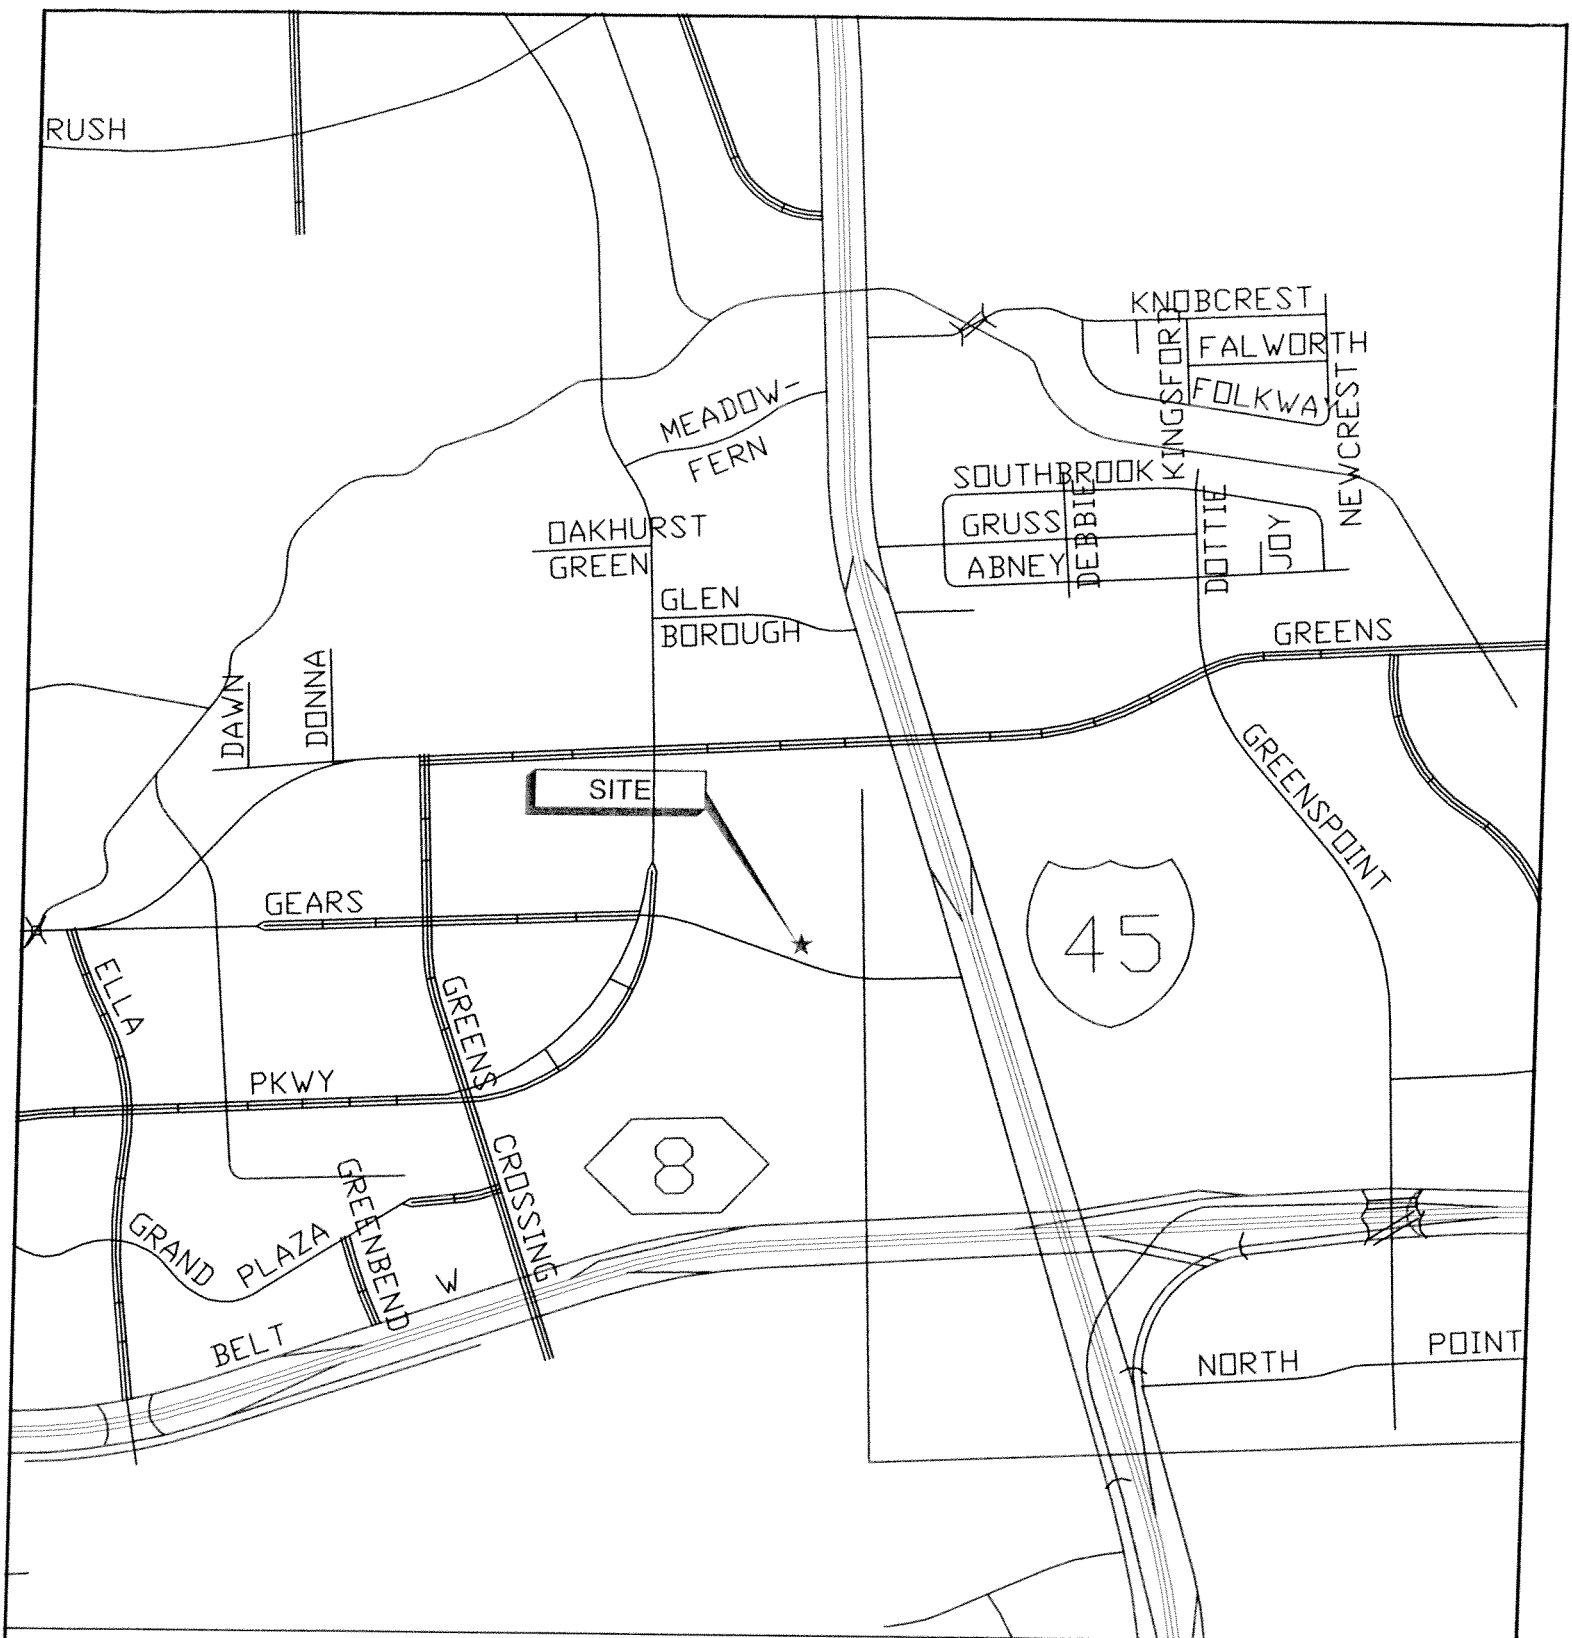 RUSH
KNOBCREST
KINGSFORD
FALWORTH
FOLKWA
NEWCREST
MEADOW-
FERN
SOUTHBROOK
GRUSS
ABNEY
DEBBIE
DOTTIE
JOY
OAKHURST
GREEN
GLEN
BOROUGH
GREENS
DAWN
DONNA
SITE
GREENSPOINT
GEARS
45
ELLA
GREENS
CROSSING
PKWY
8
GRAND
PLAZA
GREENBEND
W
BELT
NORTH
POINT